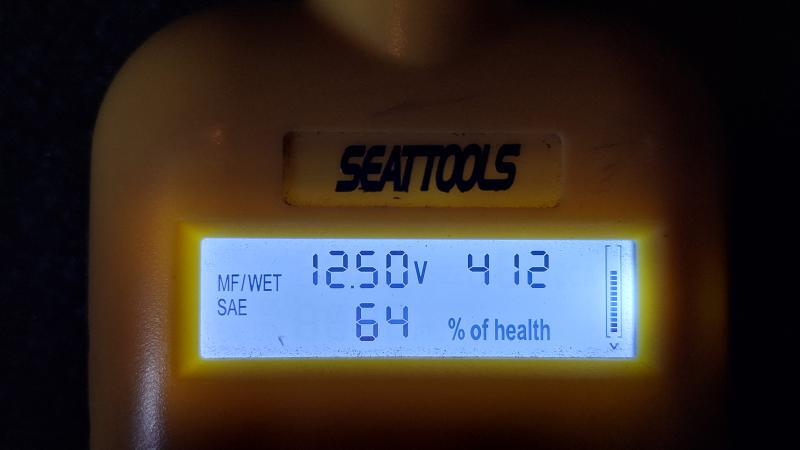 SEATTOOLS
MF/WET 12.50V 412
SAE 64 % of health
V